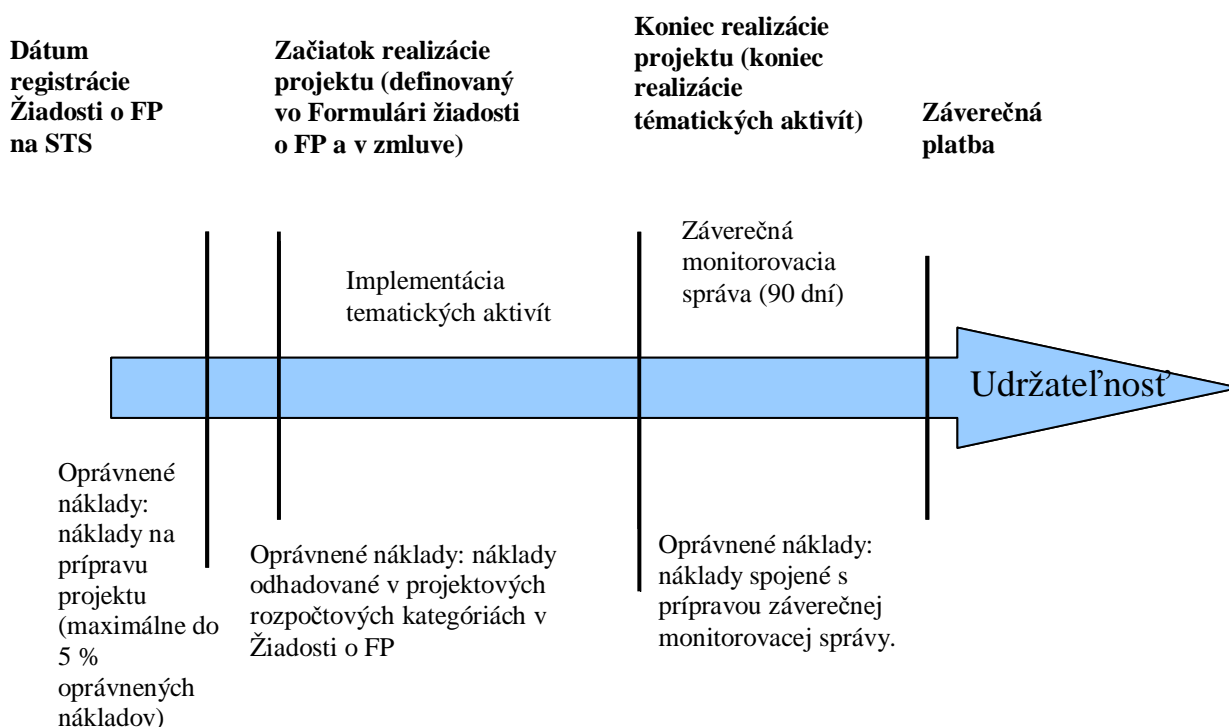 Dátum
registrácie
Žiadosti o FP
na STS
Začiatok realizácie
projektu (definovaný
vo Formulári žiadosti
o FP a v zmluve)
Koniec realizácie
projektu (koniec
realizácie
tématických aktivít)
Záverečná
platba
Implementácia
tematických aktivít
Záverečná
monitorovacia
správa (90 dní)
Udržateľnosť
Oprávnené
náklady:
náklady na
prípravu
projektu
(maximálne do
5 %
oprávnených
nákladov)
Oprávnené náklady: náklady
odhadované v projektových
rozpočtových kategóriách v
Žiadosti o FP
Oprávnené náklady:
náklady spojené s
prípravou záverečnej
monitorovacej správy.